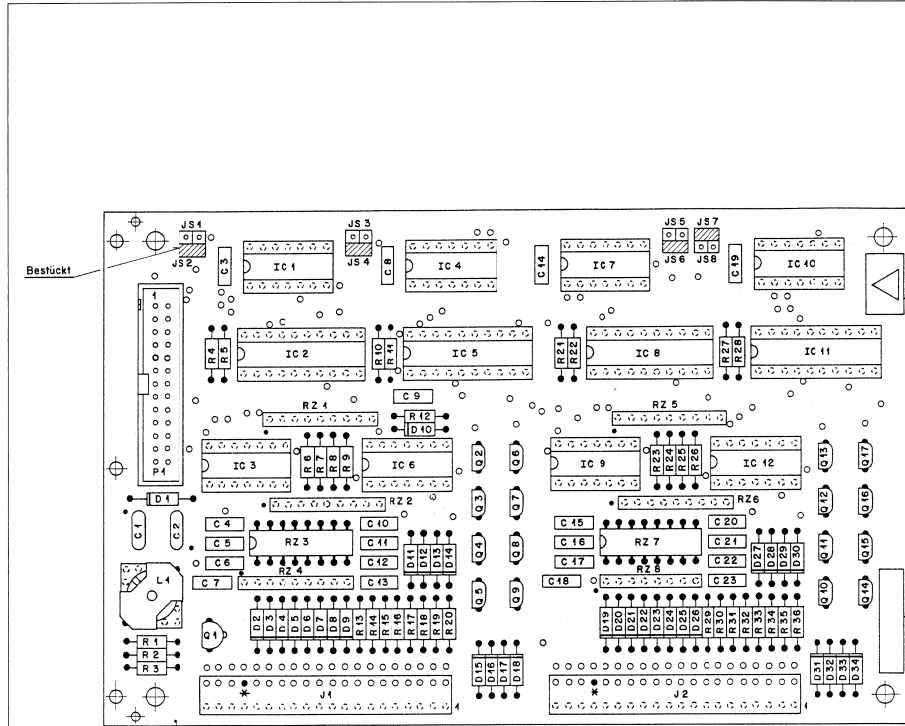 JS1 JS3 JS5 JS7
JS2 JS4 JS6 JS8
Bestückt
C3 IC1 C8 IC4 C14 IC7 C19 IC10
1
R4 R5 IC2 R10 R11 IC5 R21 R22 IC8 R27 R28 IC11
C9
RZ1 R12 RZ5
D10
IC3 R6 R7 R8 R9 IC6 Q2 Q6 IC9 R23 R24 R25 R26 IC12 Q13 Q17
P1
D1 RZ2 Q3 Q7 RZ6 Q12 Q16
C1 C2 C4 C10 C15 C20
C5 RZ3 C11 Q4 Q8 C16 RZ7 C21 Q11 Q15
C6 C12 D11 D12 D13 D14 C17 C22 D27 D28 D29 D30
RZ4 RZ8
L1 C7 C13 Q5 Q9 C18 C23 Q10 Q14
Q1 D2 D3 D4 D5 D6 D7 D8 D9 R13 R14 R15 R16 R17 R18 R19 R20 D19 D20 D21 D22 D23 D24 D25 D26 R29 R30 R31 R32 R33 R34 R35 R36
R1
R2
R3
D15 D16 D17 D18 D31 D32 D33 D34
* J1 1 * J2 1